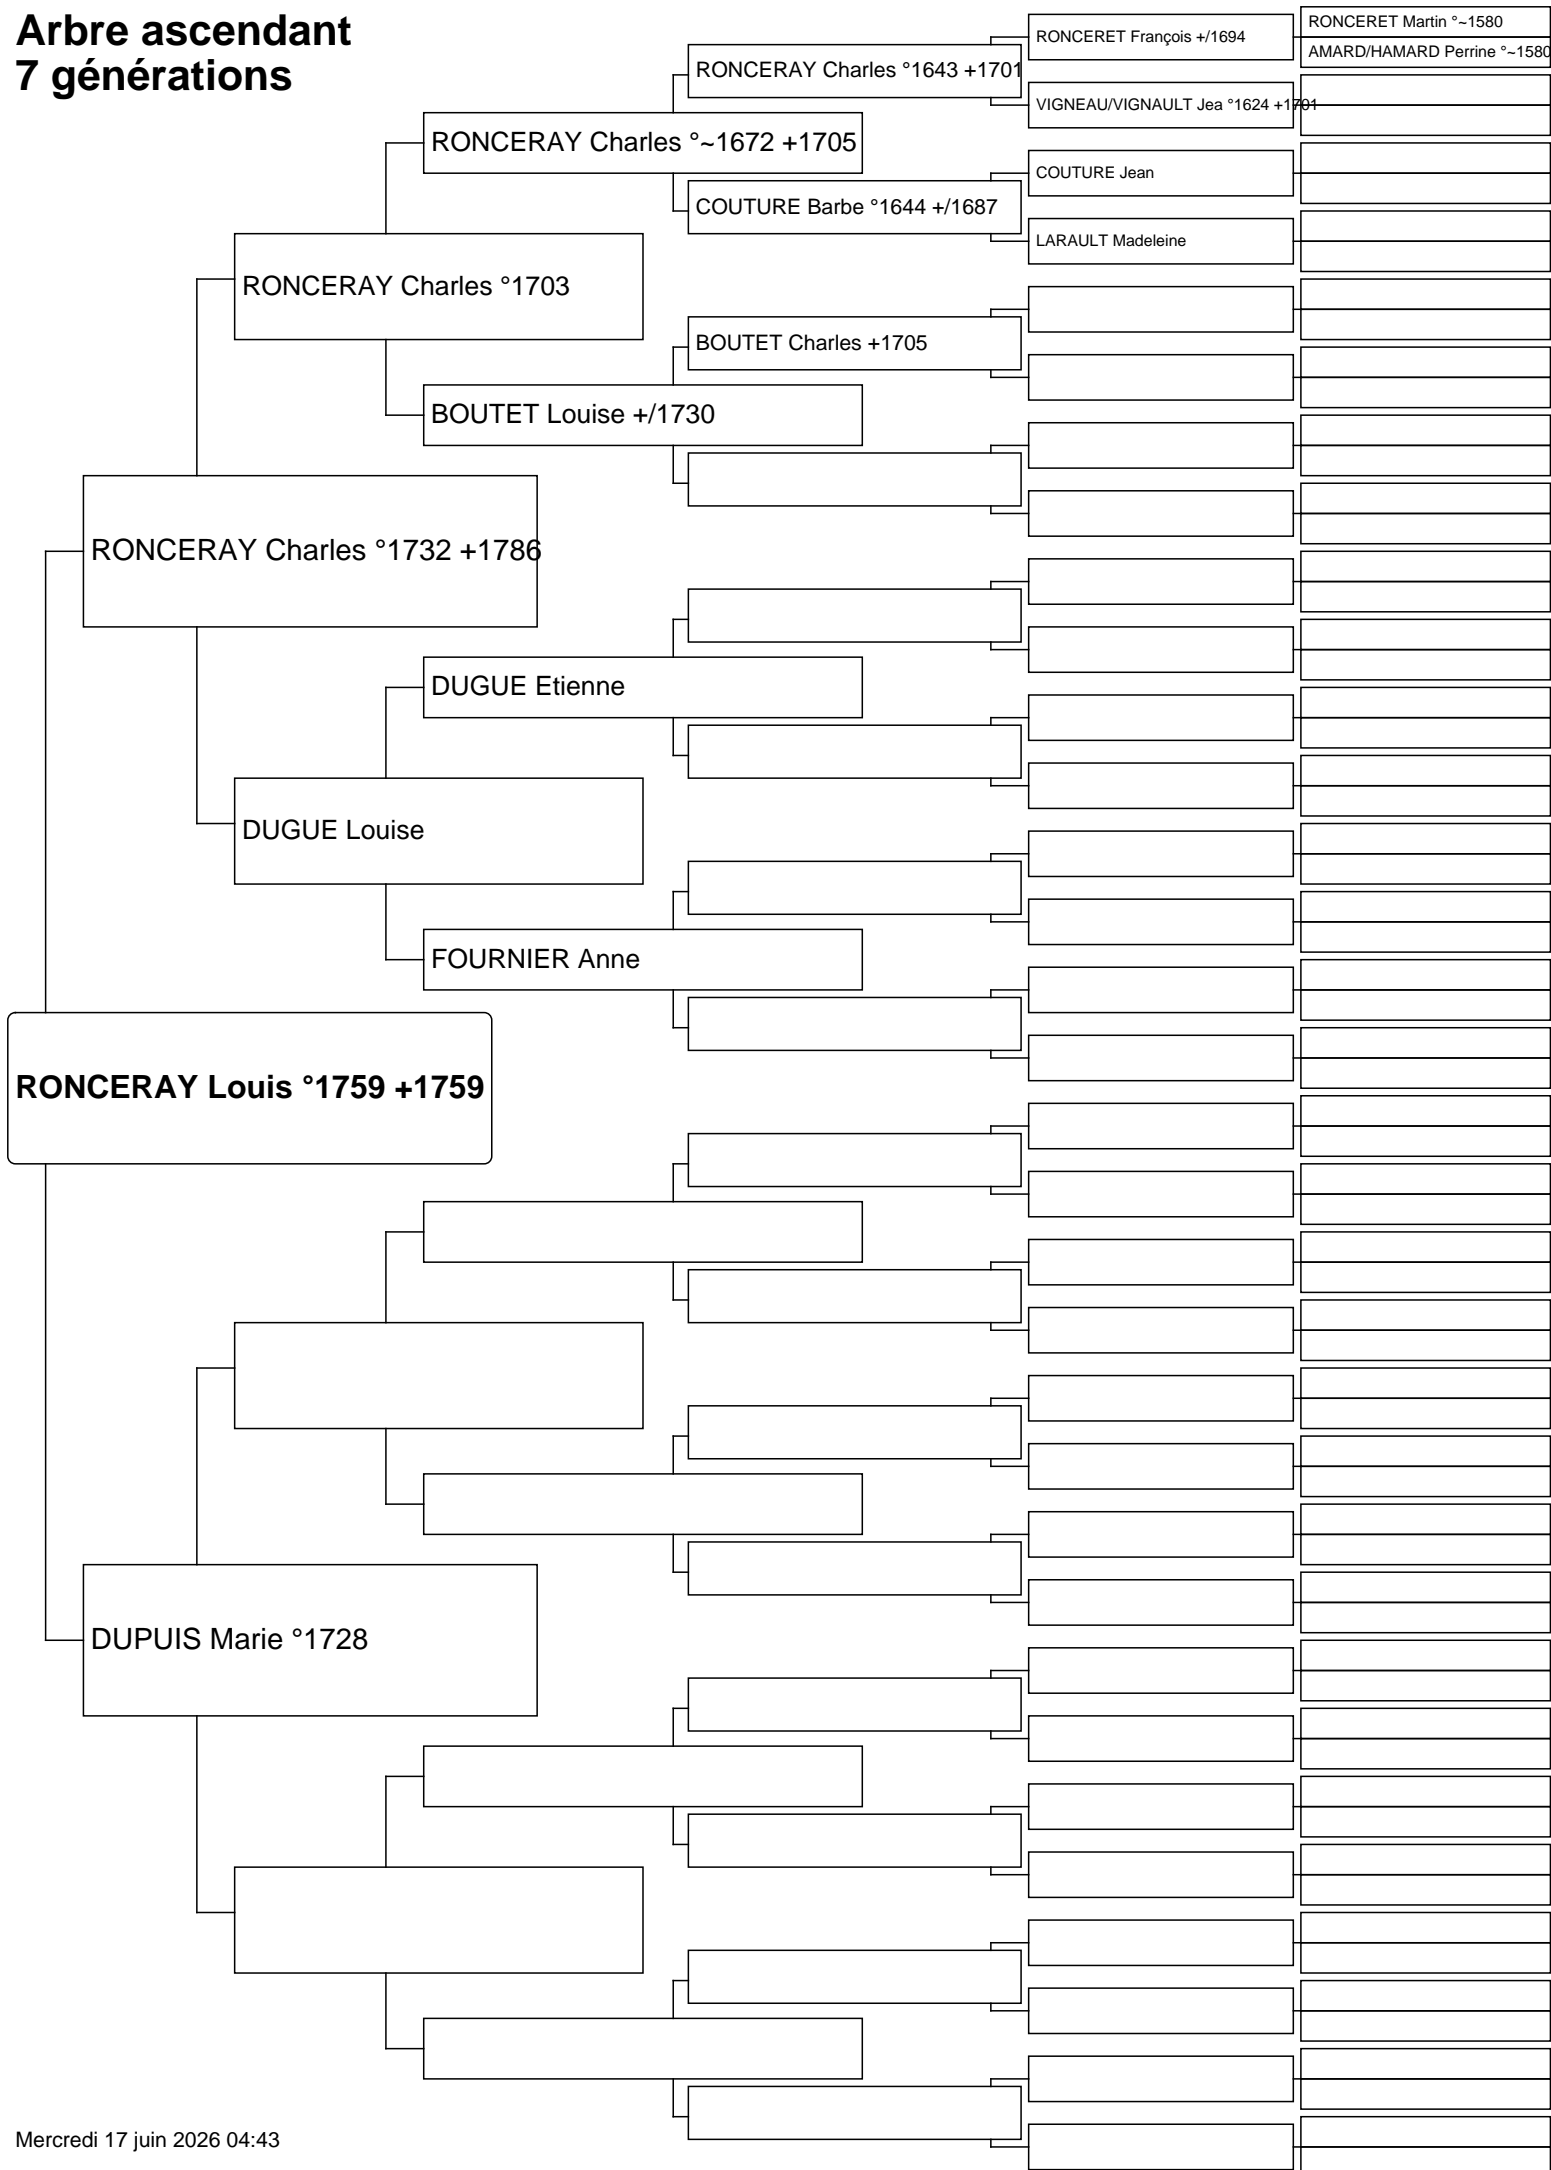 Arbre ascendant
7 générations
RONCERET François +/1694
RONCERET Martin °~1580
AMARD/HAMARD Perrine °~1580
RONCERAY Charles °1643 +1701
VIGNEAU/VIGNAULT Jea °1624 +1701
RONCERAY Charles °~1672 +1705
COUTURE Jean
COUTURE Barbe °1644 +/1687
LARAULT Madeleine
RONCERAY Charles °1703
BOUTET Charles +1705
BOUTET Louise +/1730
RONCERAY Charles °1732 +1786
DUGUE Etienne
DUGUE Louise
FOURNIER Anne
RONCERAY Louis °1759 +1759
DUPUIS Marie °1728
Mercredi 17 juin 2026 04:43